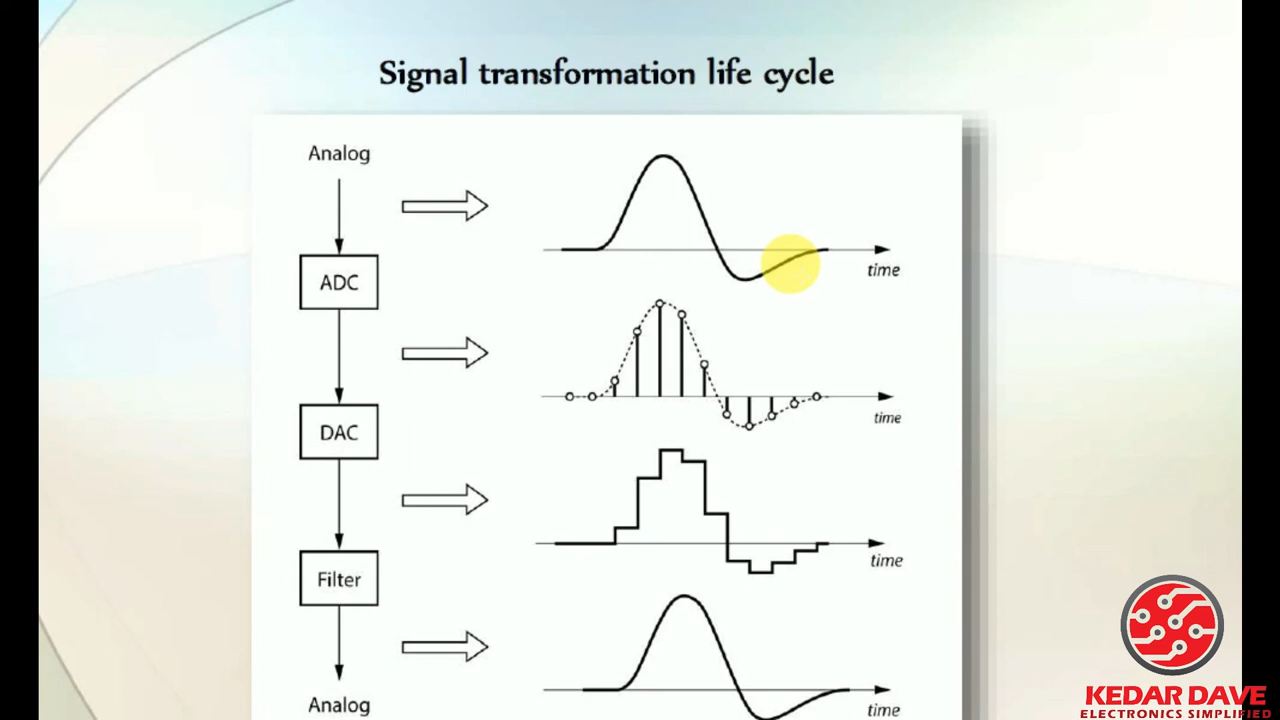 Signal transformation life cycle
Analog
time
ADC
time
DAC
time
Filter
Analog
time
KEDAR DAVE
ELECTRONICS SIMPLIFIED